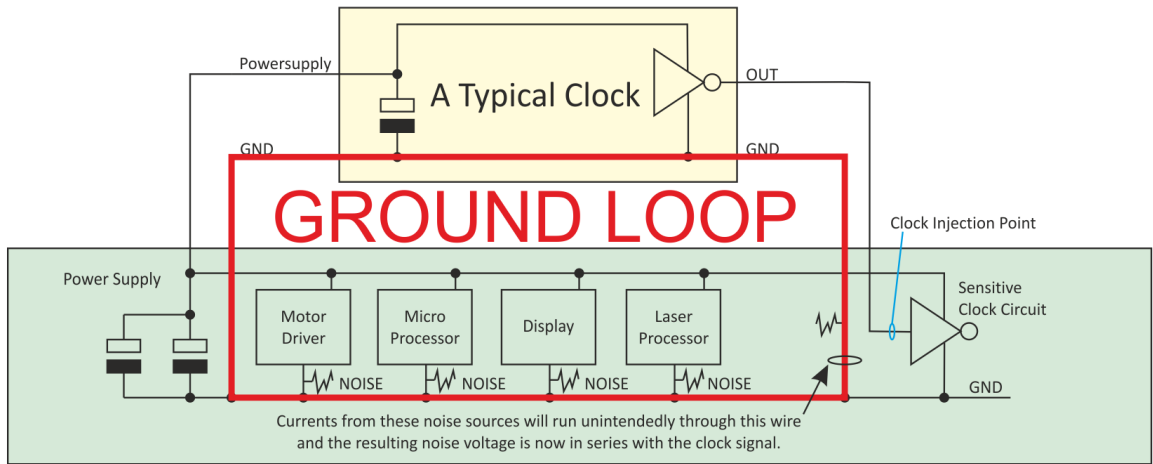 Powersupply
A Typical Clock
OUT
GND
GND
GROUND LOOP
Clock Injection Point
Power Supply
Sensitive
Clock Circuit
Motor
Driver
Micro
Processor
Display
Laser
Processor
NOISE
NOISE
NOISE
NOISE
GND
Currents from these noise sources will run unintendedly through this wire
and the resulting noise voltage is now in series with the clock signal.